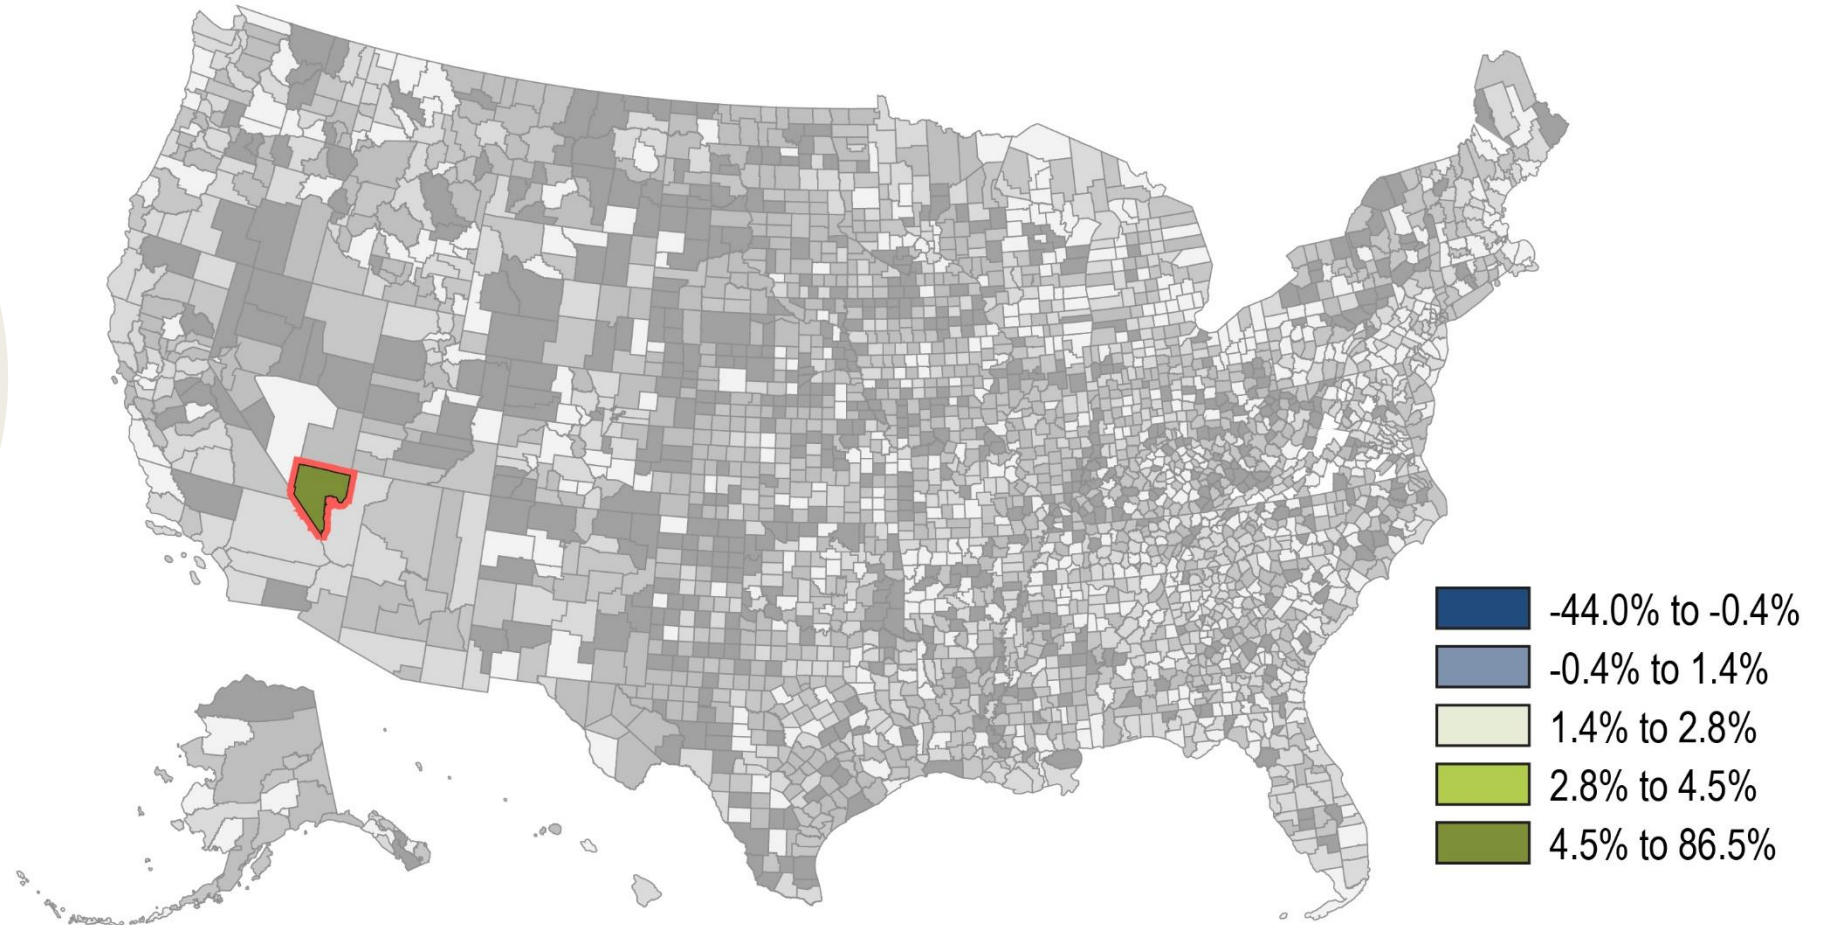 -44.0% to -0.4%
-0.4% to 1.4%
1.4% to 2.8%
2.8% to 4.5%
4.5% to 86.5%